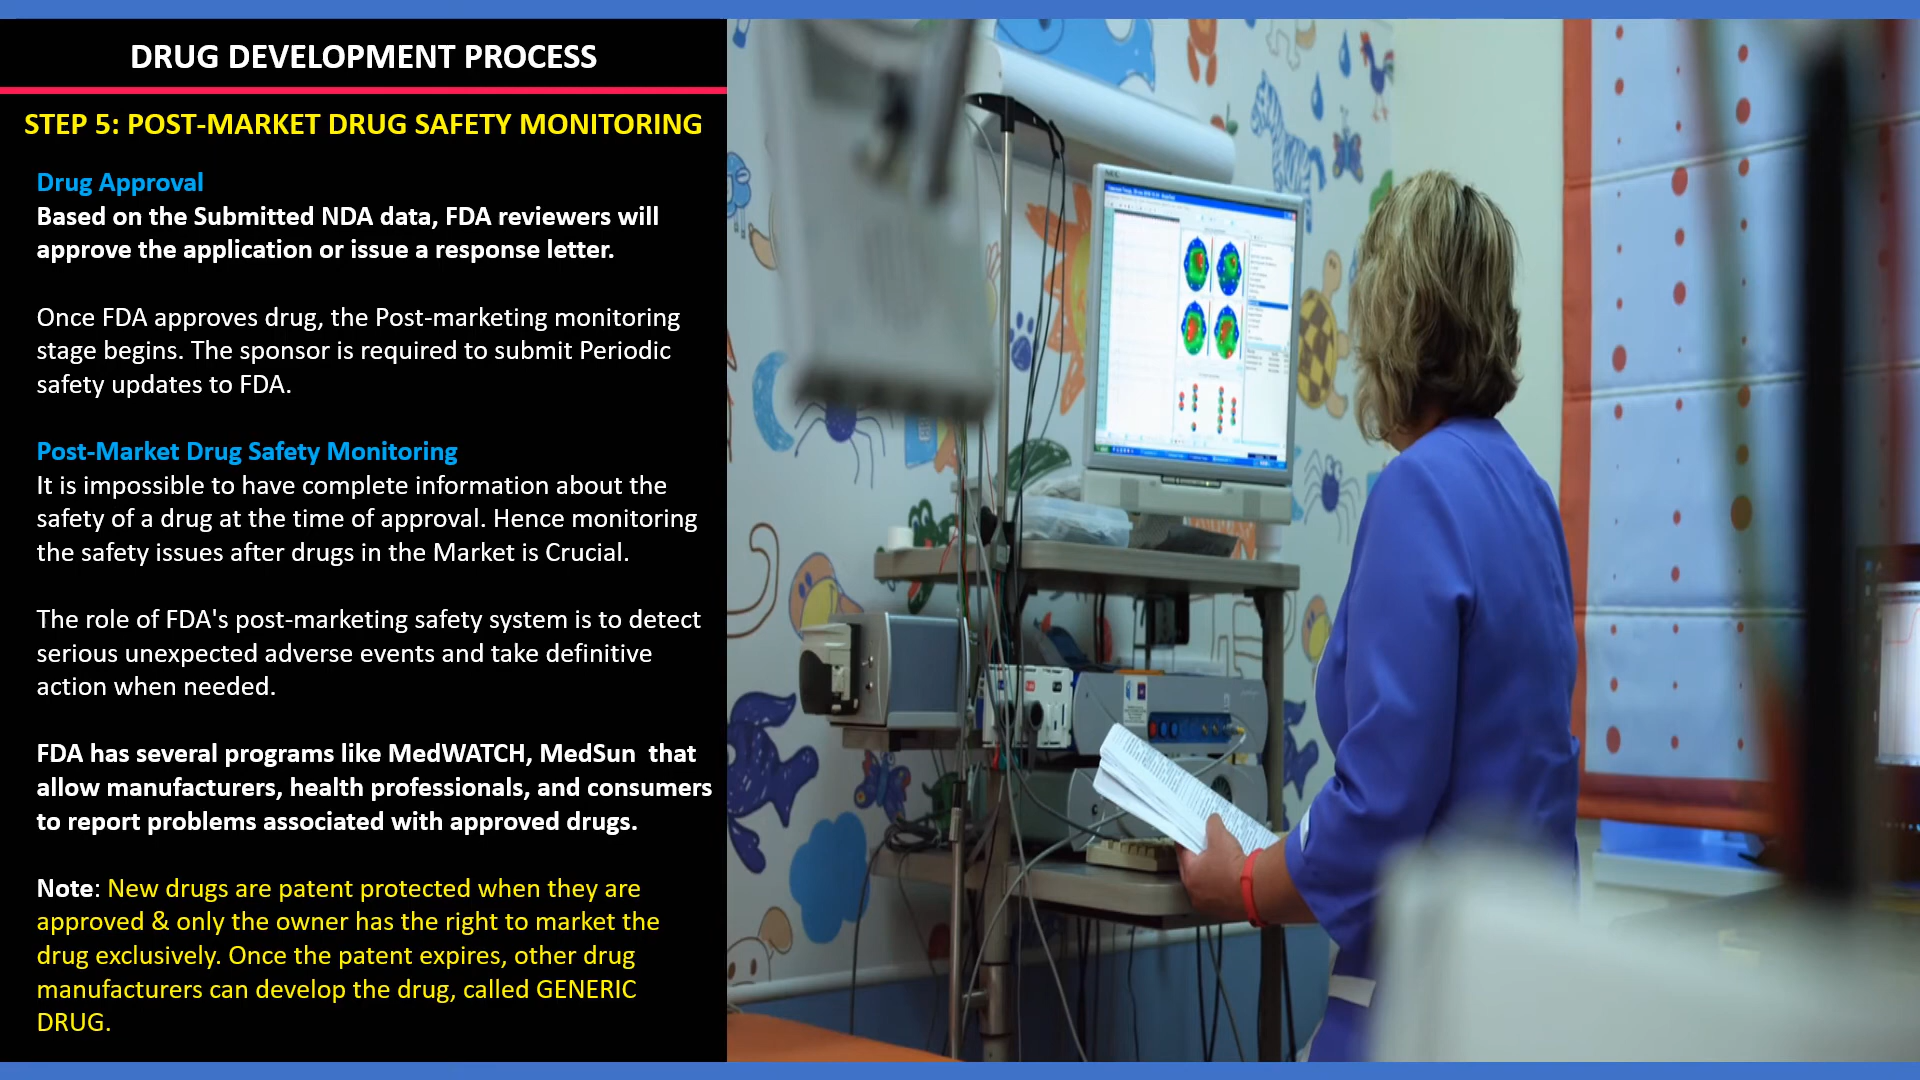 DRUG DEVELOPMENT PROCESS
STEP 5: POST-MARKET DRUG SAFETY MONITORING
Drug Approval
Based on the Submitted NDA data, FDA reviewers will
approve the application or issue a response letter.
Once FDA approves drug, the Post-marketing monitoring
stage begins. The sponsor is required to submit Periodic
safety updates to FDA.
Post-Market Drug Safety Monitoring
It is impossible to have complete information about the
safety of a drug at the time of approval. Hence monitoring
the safety issues after drugs in the Market is Crucial.
The role of FDA's post-marketing safety system is to detect
serious unexpected adverse events and take definitive
action when needed.
FDA has several programs like MedWATCH, MedSun  that
allow manufacturers, health professionals, and consumers
to report problems associated with approved drugs.
Note: New drugs are patent protected when they are
approved & only the owner has the right to market the
drug exclusively. Once the patent expires, other drug
manufacturers can develop the drug, called GENERIC
DRUG.
NEC